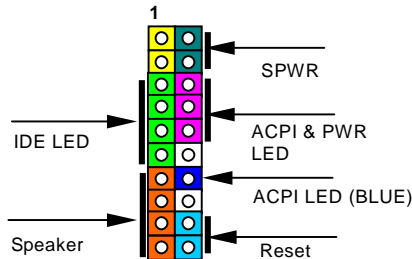 1
SPWR
IDE LED
ACPI & PWR
LED
ACPI LED (BLUE)
Speaker
Reset